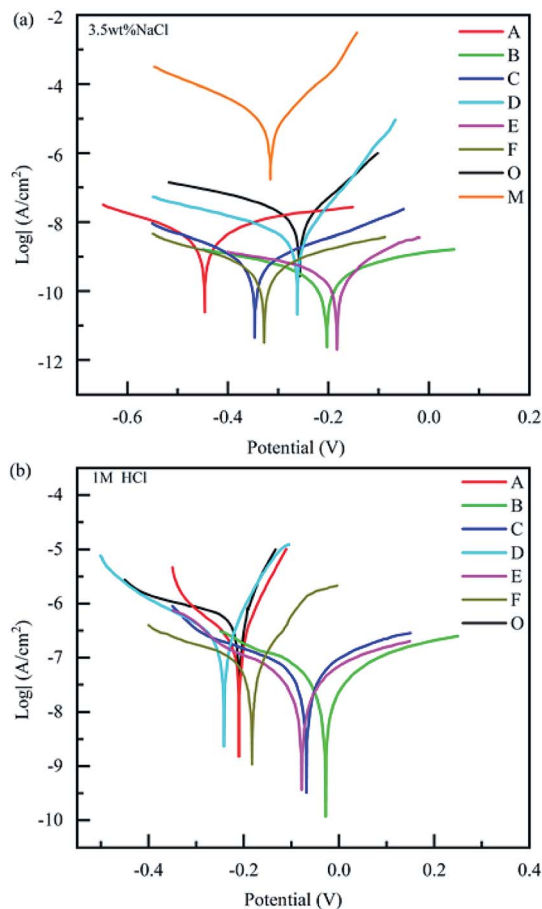 (a)
3.5wt%NaCl
-2
-4
-6
-8
-10
-12
Log| (A/cm²)
A
B
C
D
E
F
O
M
-0.6 -0.4 -0.2 0.0
Potential (V)
(b)
1M HCl
-4
-5
-6
-7
-8
-9
-10
Log| (A/cm²)
A
B
C
D
E
F
O
-0.4 -0.2 0.0 0.2 0.4
Potential (V)